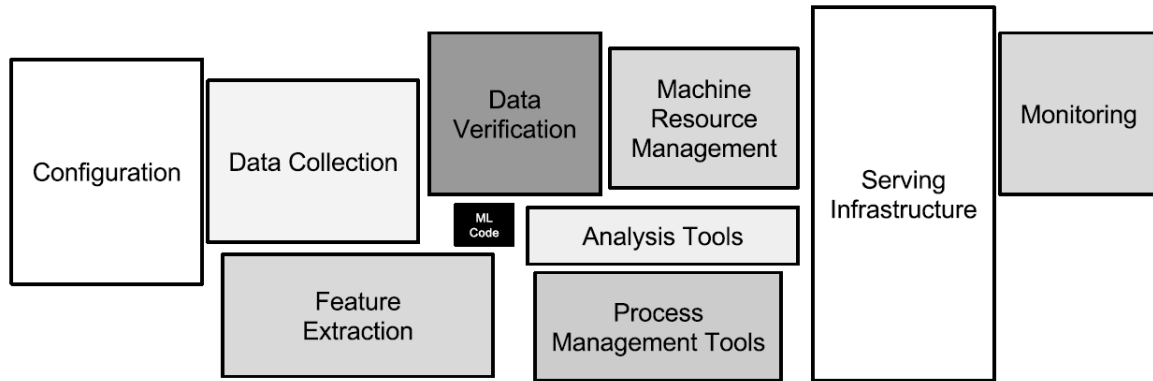 Configuration
Data Collection
Data
Verification
Machine
Resource
Management
Serving
Infrastructure
Monitoring
ML
Code
Analysis Tools
Feature
Extraction
Process
Management Tools